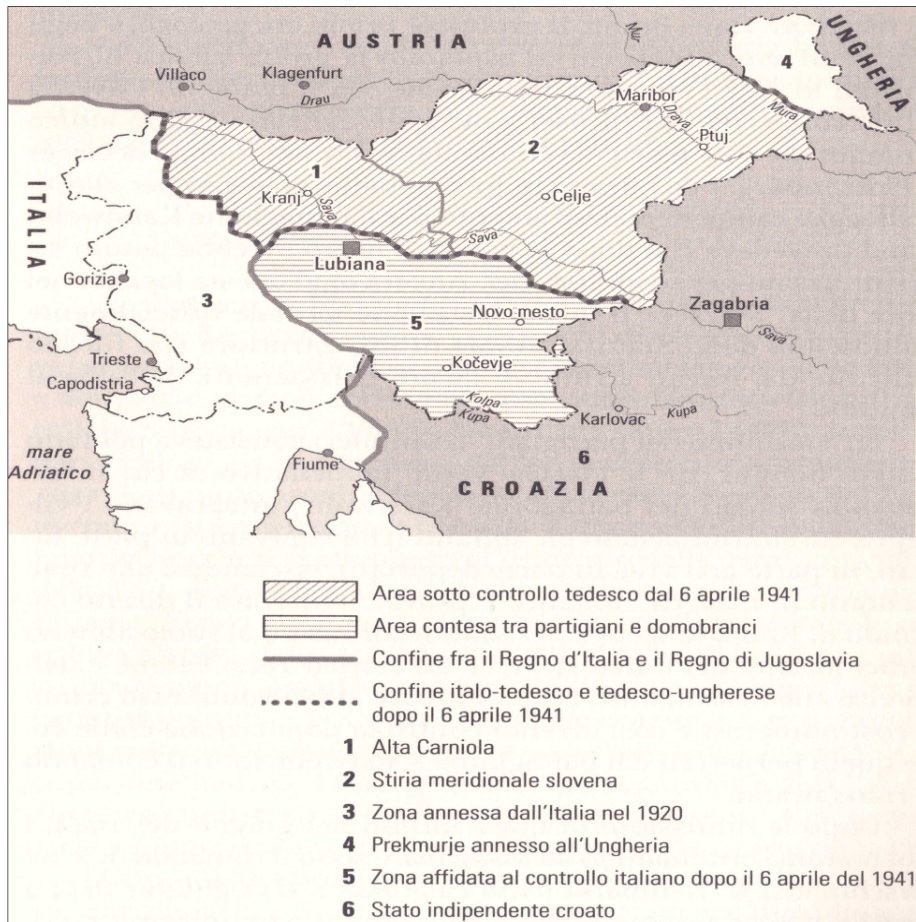 AUSTRIA
UNGHERIA
4
Mur
Villaco
Klagenfurt
Drau
Maribor
Drava
Ptuj
Mura
2
1
Kranj
Sava
Celje
ITALIA
Sava
Lubiana
Gorizia
3
Zagabria
Novo mesto
5
Sava
Trieste
Kočevje
Capodistria
Kolpa
Kupa
Karlovac
Kupa
mare
Adriatico
Fiume
6
CROAZIA
Area sotto controllo tedesco dal 6 aprile 1941
Area contesa tra partigiani e domobranci
Confine fra il Regno d'Italia e il Regno di Jugoslavia
Confine italo-tedesco e tedesco-ungherese
dopo il 6 aprile 1941
1 Alta Carniola
2 Stiria meridionale slovena
3 Zona annessa dall'Italia nel 1920
4 Prekmurje annesso all'Ungheria
5 Zona affidata al controllo italiano dopo il 6 aprile del 1941
6 Stato indipendente croato